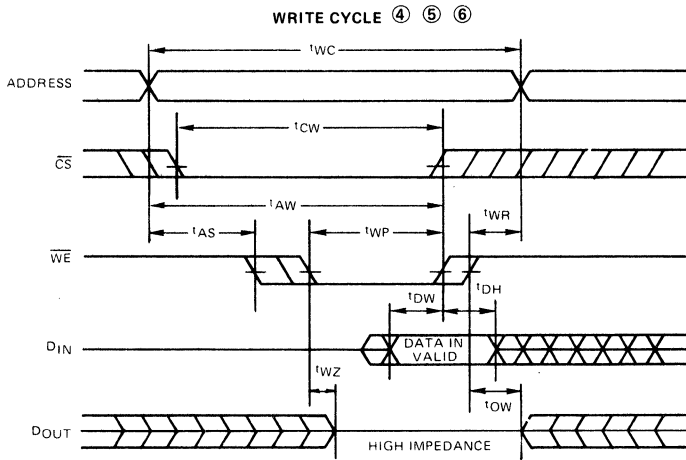 WRITE CYCLE ④ ⑤ ⑥
tWC
ADDRESS
tCW
CS
tAW
tAS
tWP
tWR
WE
tDW
tDH
DIN
DATA IN
VALID
tWZ
tOW
DOUT
HIGH IMPEDANCE